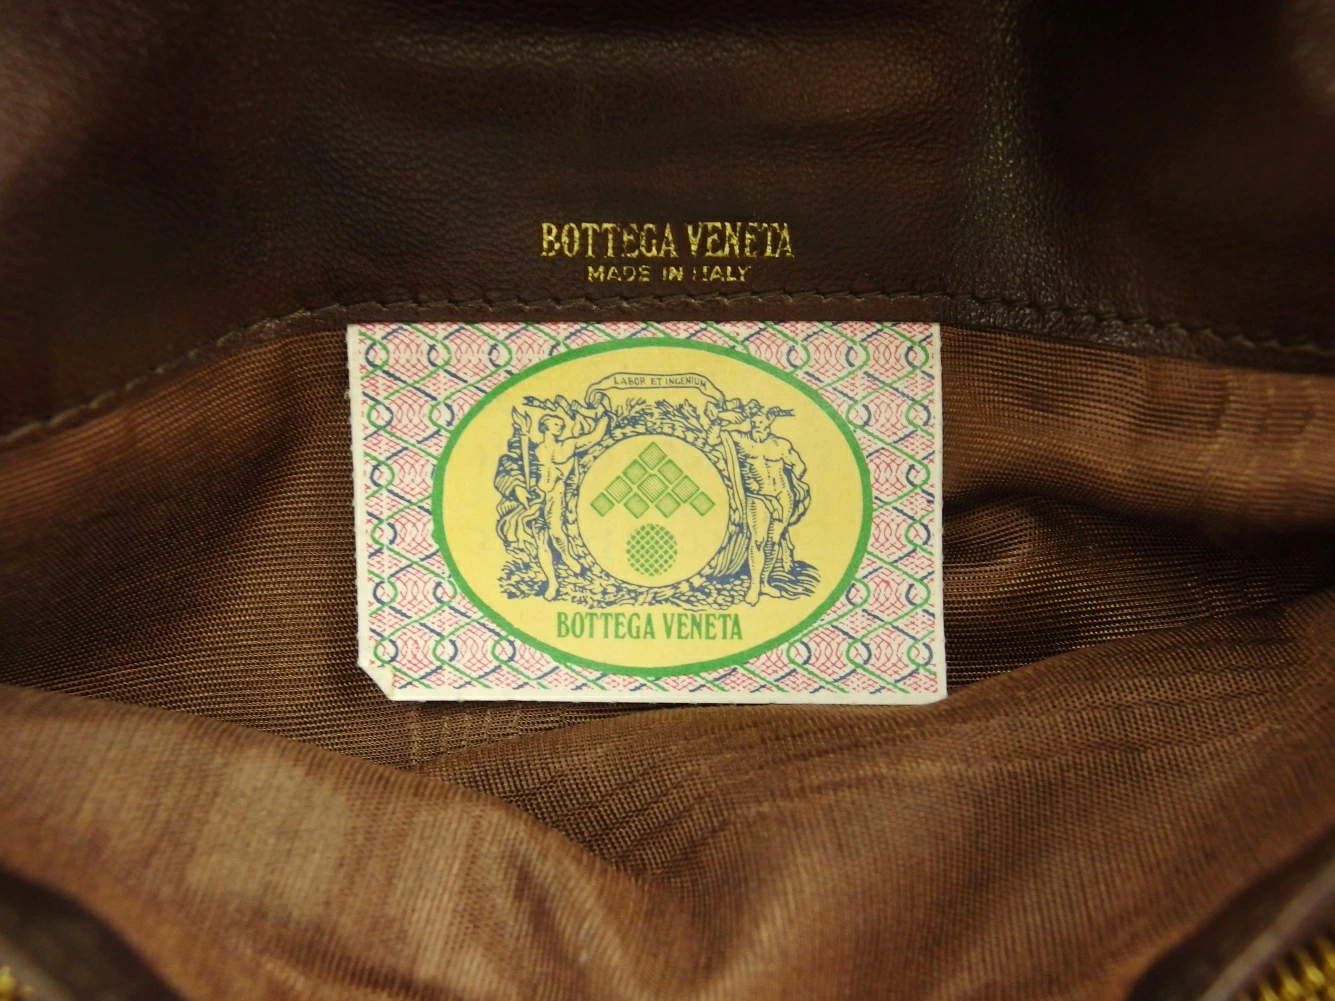 BOTTEGA VENETA
MADE IN ITALY
LABOR ET INGENIUM
BOTTEGA VENETA